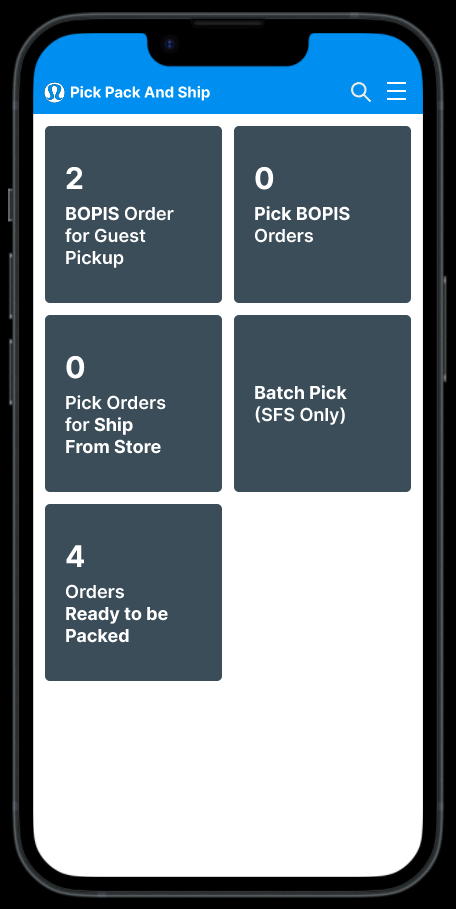 Pick Pack And Ship
2
BOPIS Order
for Guest
Pickup
0
Pick BOPIS
Orders
0
Pick Orders
for Ship
From Store
Batch Pick
(SFS Only)
4
Orders
Ready to be
Packed